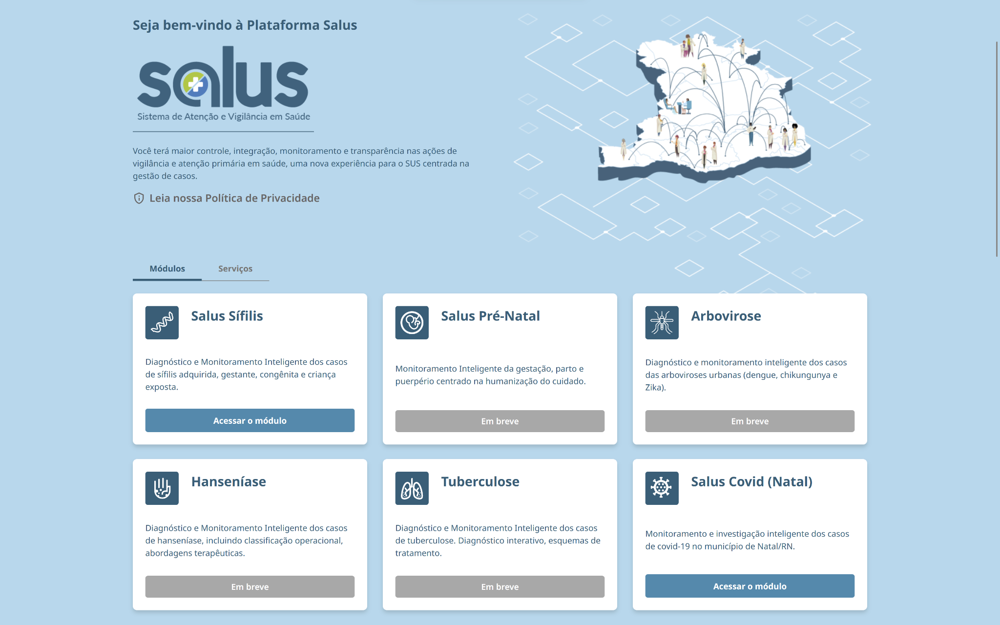 Seja bem-vindo à Plataforma Salus
salus
Sistema de Atenção e Vigilância em Saúde
Você terá maior controle, integração, monitoramento e transparência nas ações de
vigilância e atenção primária em saúde, uma nova experiência para o SUS centrada na
gestão de casos.
Leia nossa Política de Privacidade
Módulos
Serviços
Salus Sífilis
Diagnóstico e Monitoramento Inteligente dos casos
de sífilis adquirida, gestante, congênita e criança
exposta.
Acessar o módulo
Salus Pré-Natal
Monitoramento Inteligente da gestação, parto e
puerpério centrado na humanização do cuidado.
Em breve
Arbovirose
Diagnóstico e monitoramento inteligente dos casos
das arboviroses urbanas (dengue, chikungunya e
Zika).
Em breve
Hanseníase
Diagnóstico e Monitoramento Inteligente dos casos
de hanseníase, incluindo classificação operacional,
abordagens terapêuticas.
Em breve
Tuberculose
Diagnóstico e Monitoramento Inteligente dos casos
de tuberculose. Diagnóstico interativo, esquemas de
tratamento.
Em breve
Salus Covid (Natal)
Monitoramento e investigação inteligente dos casos
de covid-19 no município de Natal/RN.
Acessar o módulo